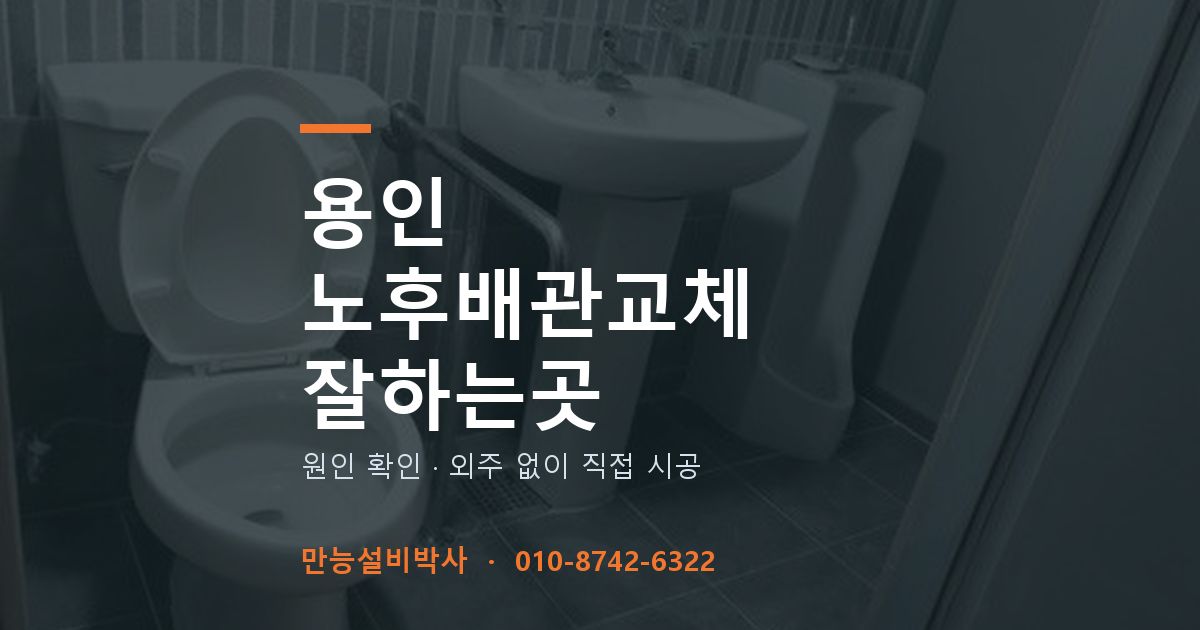 용인
노후배관교체
잘하는곳
원인 확인 · 외주 없이 직접 시공
만능설비박사 · 010-8742-6322